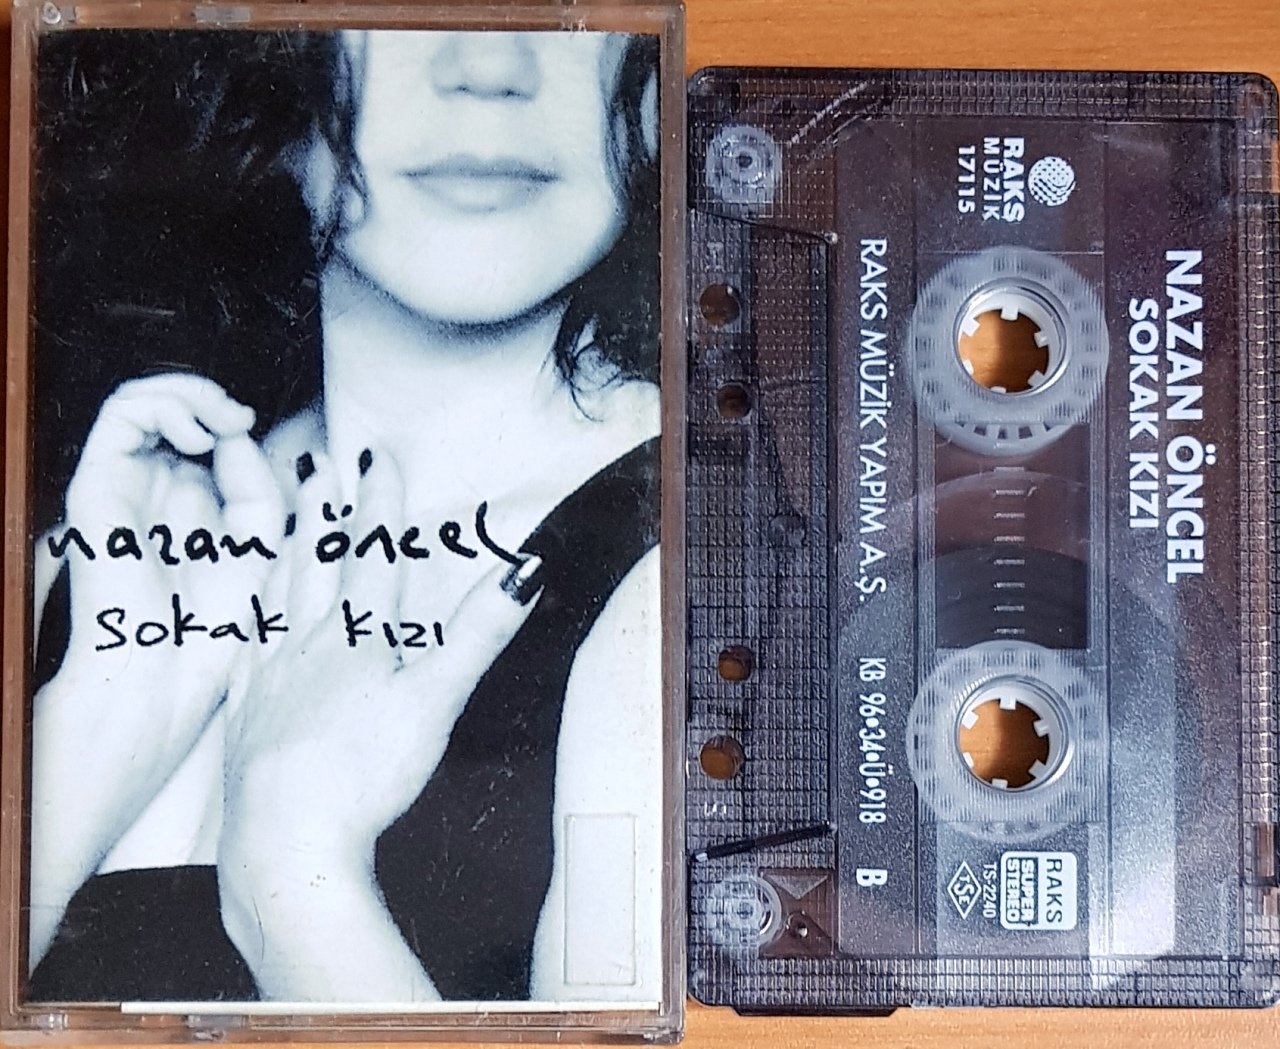 nazan öncel
sokak kızı
NAZAN ÖNCEL
SOKAK KIZI
RAKS
MÜZİK
17115
RAKS MÜZİK YAPIM A.Ş. KB 96•34•Ü•918 B
RAKS
SUPER
STEREO
TS-2240
TSE